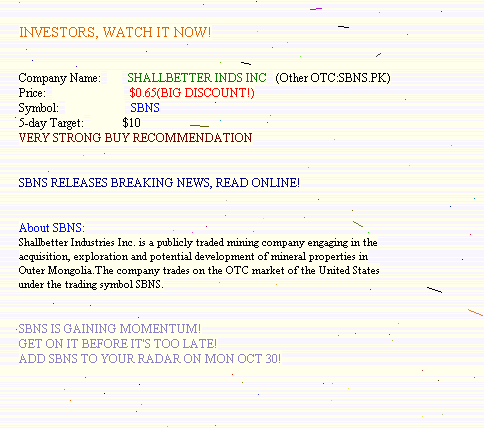 INVESTORS, WATCH IT NOW!
Company Name: SHALLBETTER INDS INC (Other OTC:SBNS.PK)
Price: $0.65(BIG DISCOUNT!)
Symbol: SBNS
5-day Target: $10
VERY STRONG BUY RECOMMENDATION
SBNS RELEASES BREAKING NEWS, READ ONLINE!
About SBNS:
Shallbetter Industries Inc. is a publicly traded mining company engaging in the
acquisition, exploration and potential development of mineral properties in
Outer Mongolia.The company trades on the OTC market of the United States
under the trading symbol SBNS.
SBNS IS GAINING MOMENTUM!
GET ON IT BEFORE IT'S TOO LATE!
ADD SBNS TO YOUR RADAR ON MON OCT 30!